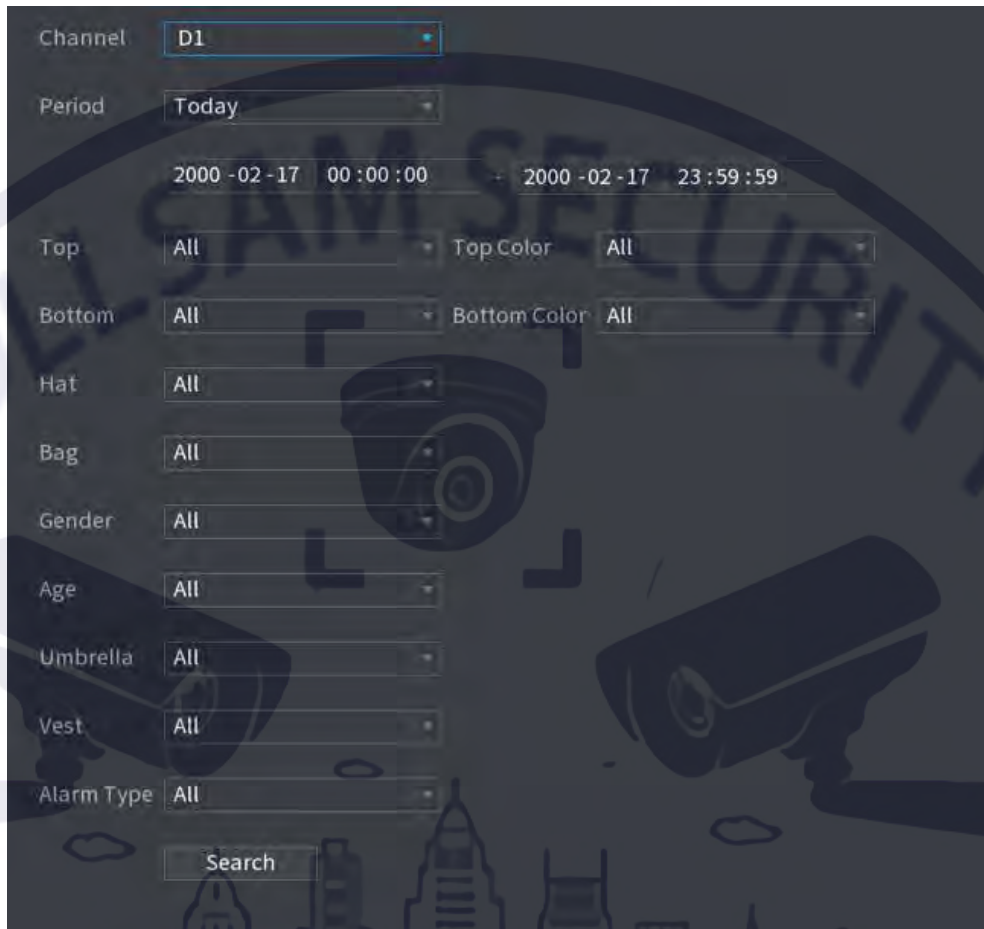 Channel D1
Period Today
2000 -02 -17 00 :00 :00 - 2000 -02 -17 23 :59 :59
Top All Top Color All
Bottom All Bottom Color All
Hat All
Bag All
Gender All
Age All
Umbrella All
Vest All
Alarm Type All
Search
LLSAM SECURITY